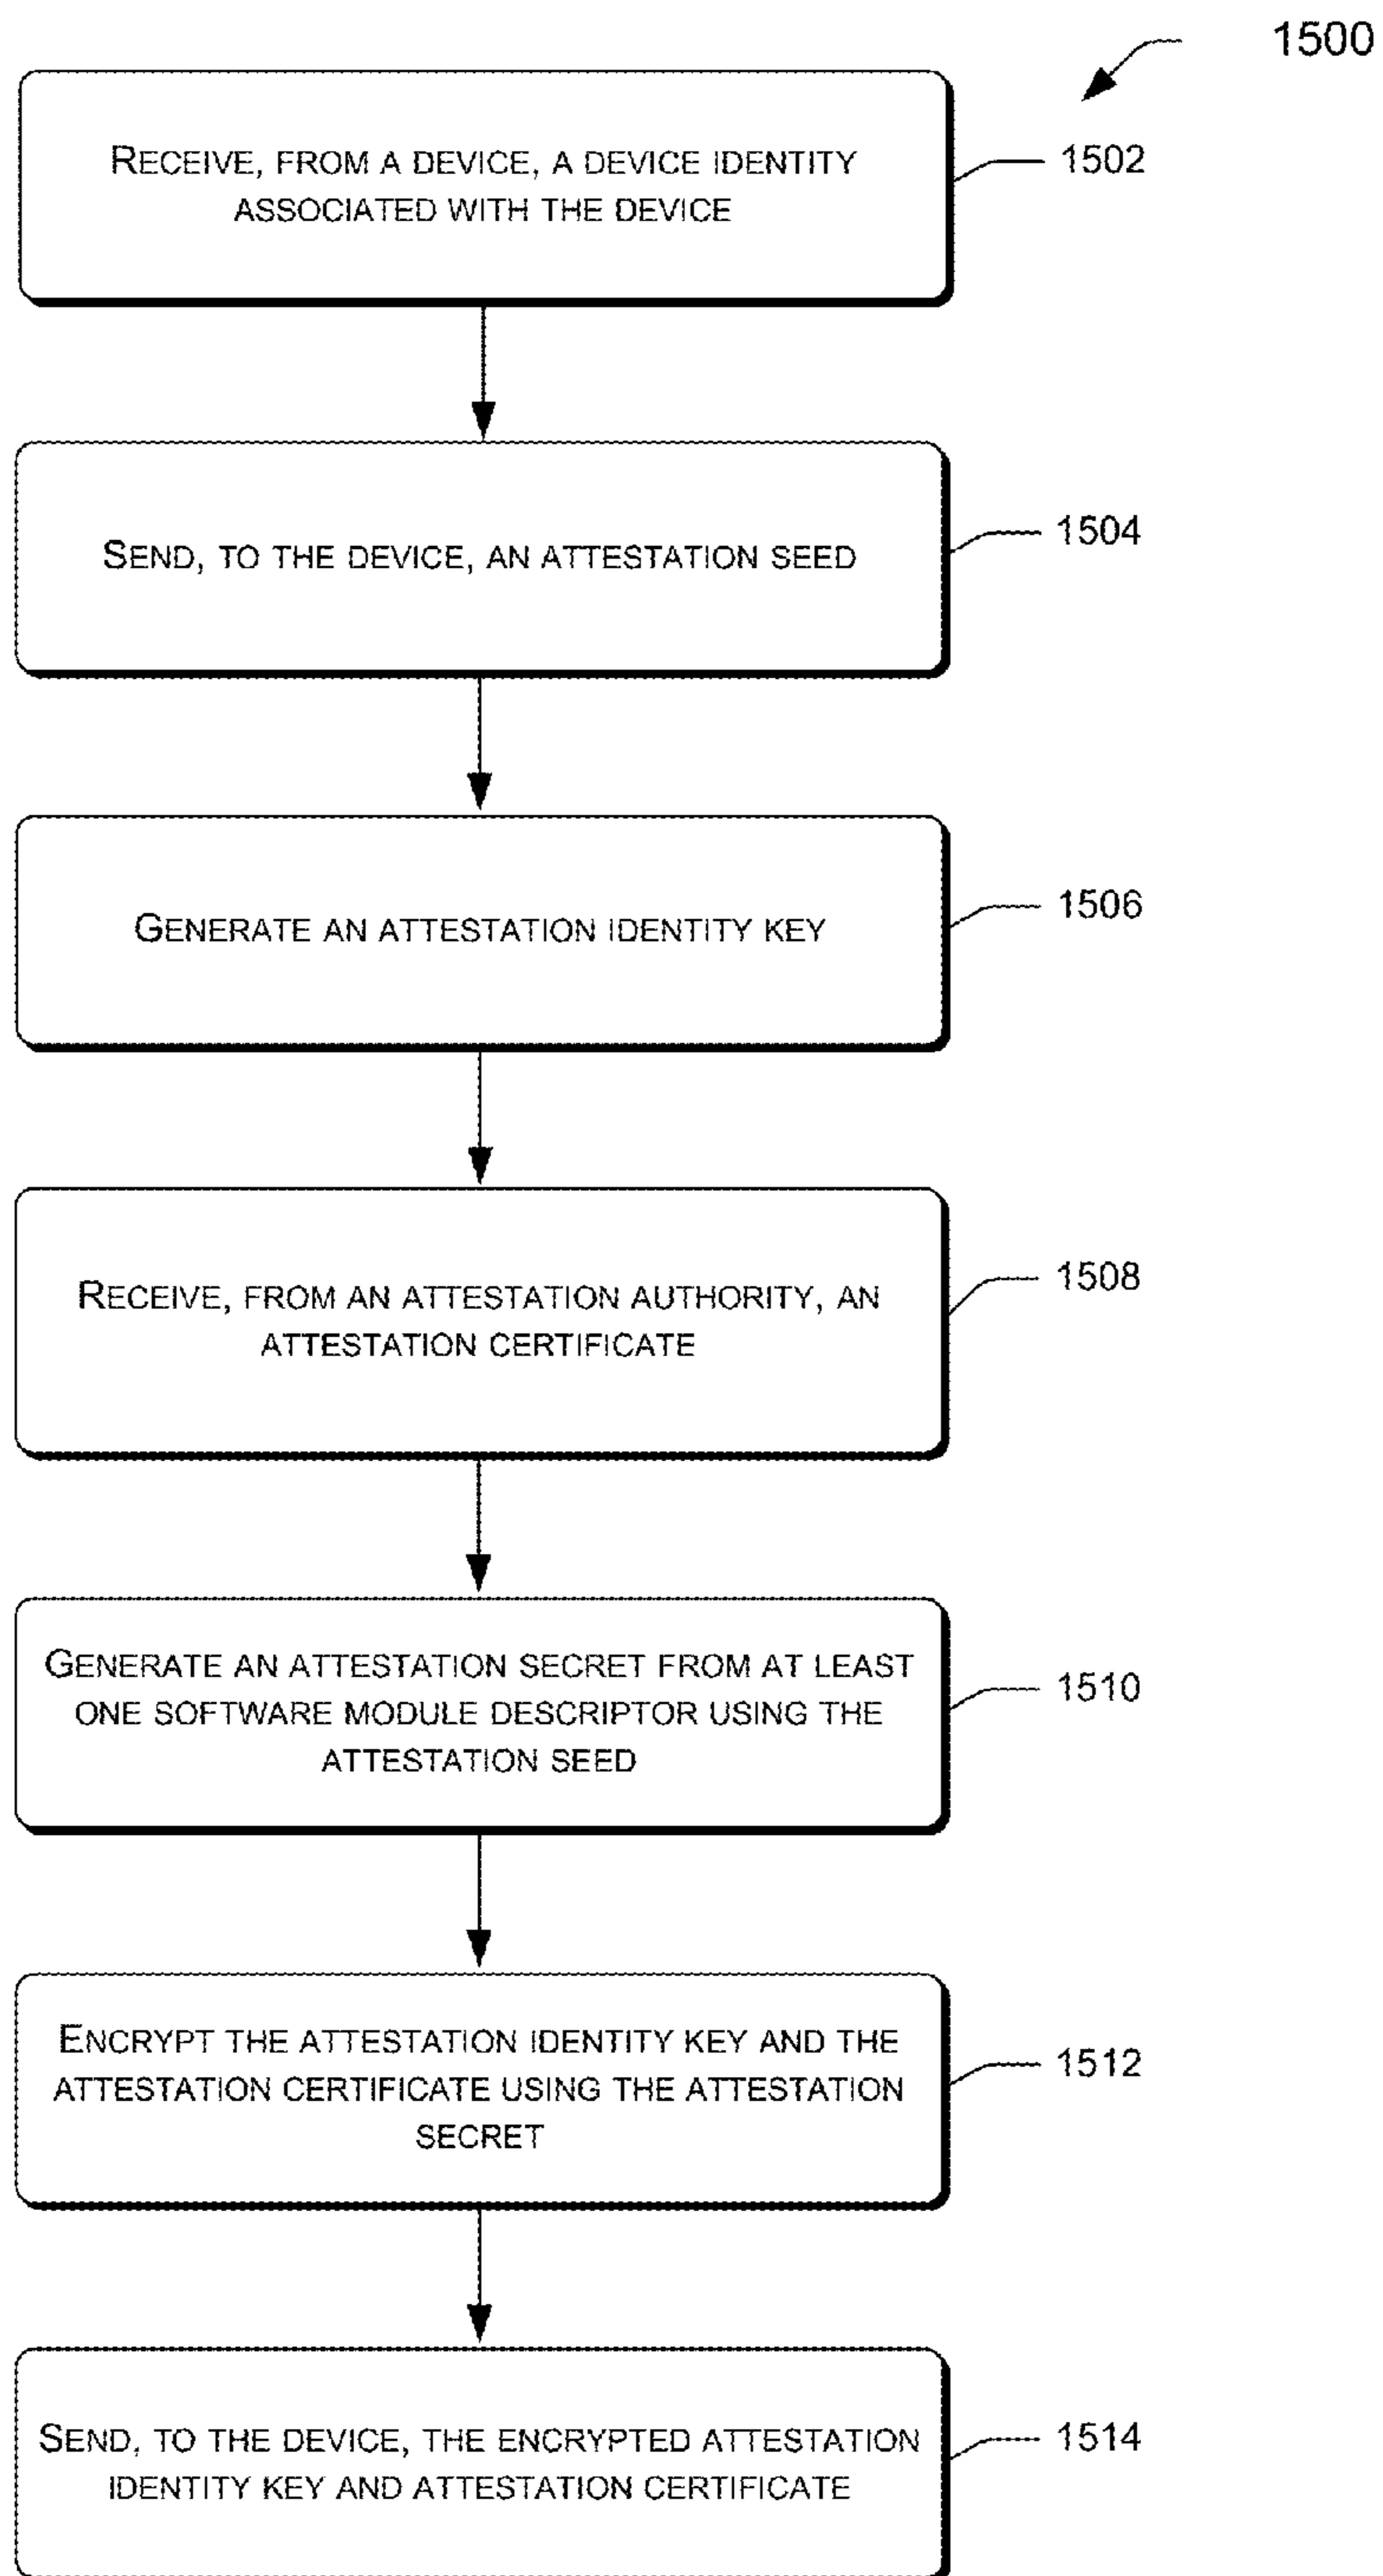 1500
RECEIVE, FROM A DEVICE, A DEVICE IDENTITY
ASSOCIATED WITH THE DEVICE
1502
SEND, TO THE DEVICE, AN ATTESTATION SEED
1504
GENERATE AN ATTESTATION IDENTITY KEY
1506
RECEIVE, FROM AN ATTESTATION AUTHORITY, AN
ATTESTATION CERTIFICATE
1508
GENERATE AN ATTESTATION SECRET FROM AT LEAST
ONE SOFTWARE MODULE DESCRIPTOR USING THE
ATTESTATION SEED
1510
ENCRYPT THE ATTESTATION IDENTITY KEY AND THE
ATTESTATION CERTIFICATE USING THE ATTESTATION
SECRET
1512
SEND, TO THE DEVICE, THE ENCRYPTED ATTESTATION
IDENTITY KEY AND ATTESTATION CERTIFICATE
1514